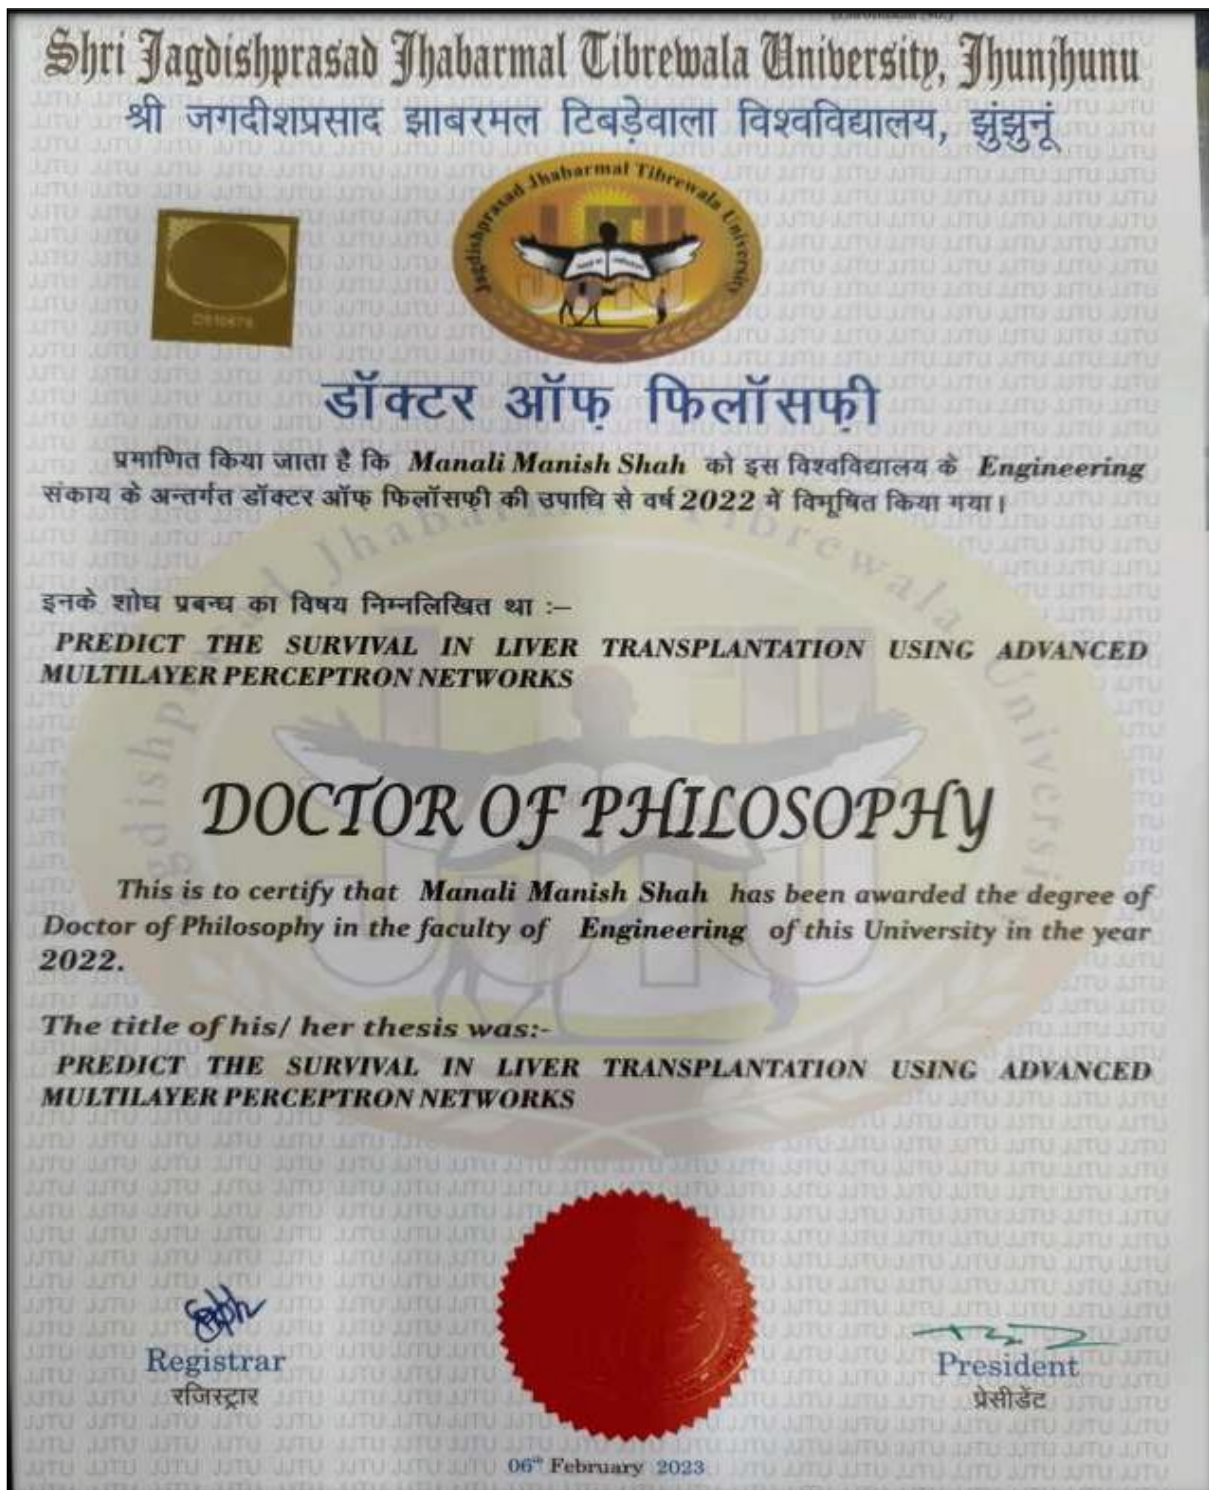 Shri Jagdishprasad Jhabarmal Tibrewala University, Jhunjhunu
श्री जगदीशप्रसाद झाबरमल टिबड़ेवाला विश्वविद्यालय, झुंझुनूं
Jagdishprasad Jhabarmal Tibrewala University
JJTU
डॉक्टर ऑफ़ फिलॉसफ़ी
प्रमाणित किया जाता है कि Manali Manish Shah को इस विश्वविद्यालय के Engineering
संकाय के अन्तर्गत डॉक्टर ऑफ् फिलॉसफ़ी की उपाधि से वर्ष 2022 में विभूषित किया गया।
इनके शोध प्रबन्ध का विषय निम्नलिखित था :–
PREDICT THE SURVIVAL IN LIVER TRANSPLANTATION USING ADVANCED
MULTILAYER PERCEPTRON NETWORKS
DOCTOR OF PHILOSOPHY
This is to certify that Manali Manish Shah has been awarded the degree of
Doctor of Philosophy in the faculty of Engineering of this University in the year
2022.
The title of his/ her thesis was:-
PREDICT THE SURVIVAL IN LIVER TRANSPLANTATION USING ADVANCED
MULTILAYER PERCEPTRON NETWORKS
Registrar
रजिस्ट्रार
President
प्रेसीडेंट
06th February 2023